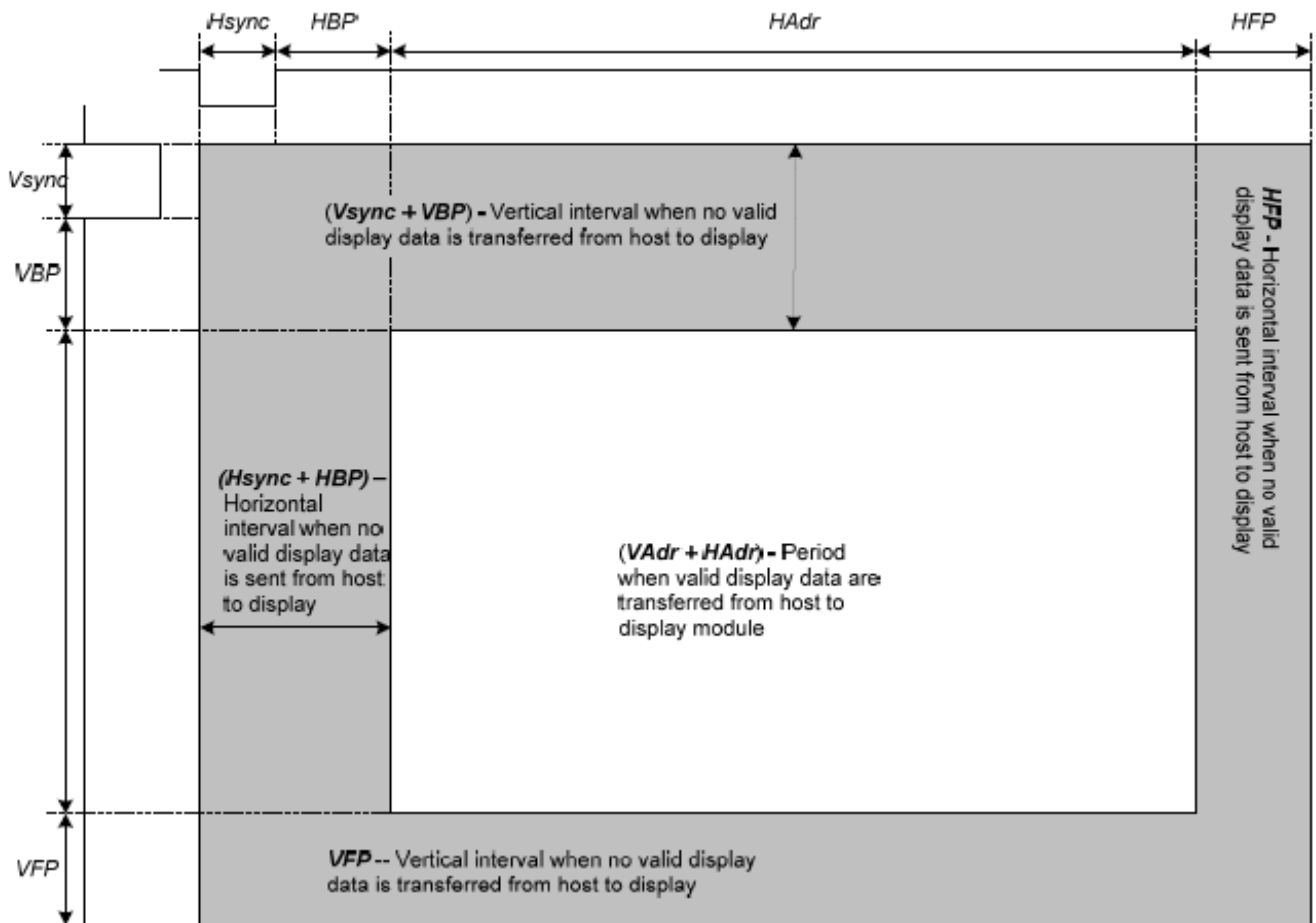 Hsync HBP HAdr HFP
Vsync
(Vsync + VBP) - Vertical interval when no valid
display data is transferred from host to display
VBP
HFP - Horizontal interval when no valid
display data is sent from host to display
(Hsync + HBP) –
Horizontal
interval when no
valid display data
is sent from host
to display
(VAdr + HAdr) - Period
when valid display data are
transferred from host to
display module
VFP
VFP -- Vertical interval when no valid display
data is transferred from host to display